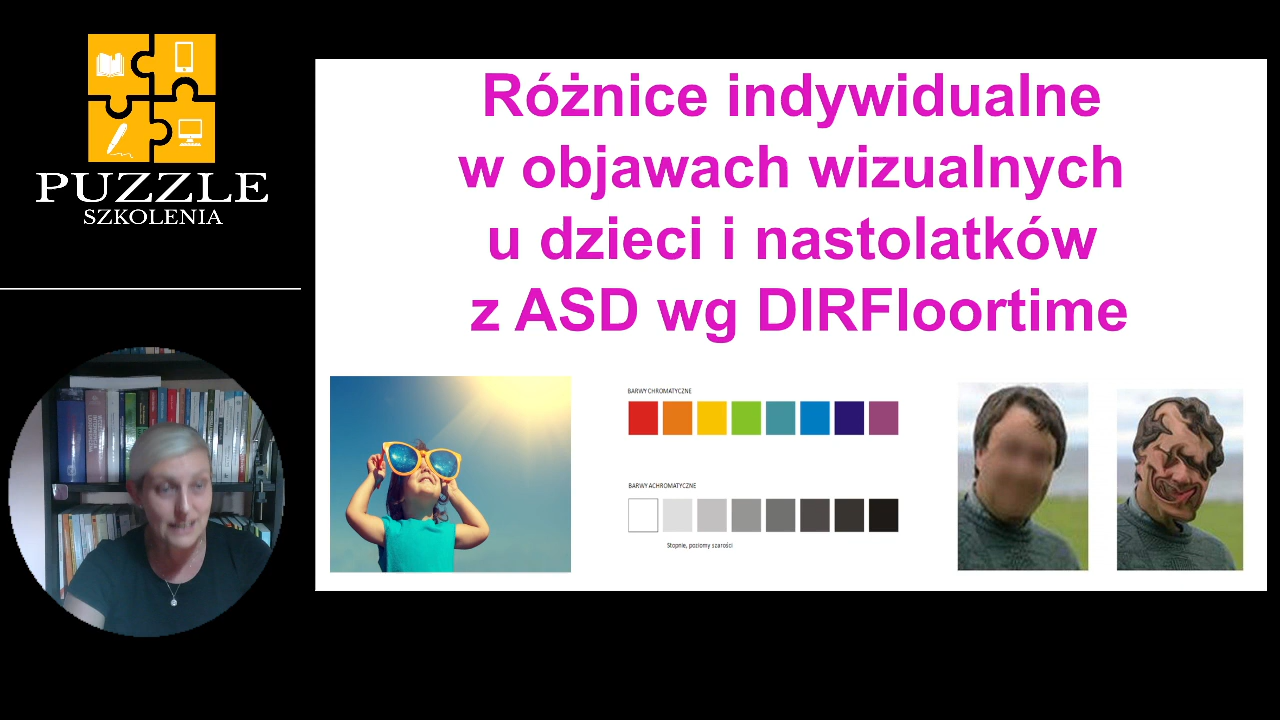 PUZZLE
SZKOLENIA
Różnice indywidualne
w objawach wizualnych
u dzieci i nastolatków
z ASD wg DIRFloortime
BARWY CHROMATYCZNE
BARWY ACHROMATYCZNE
Stopnie, poziomy szarości